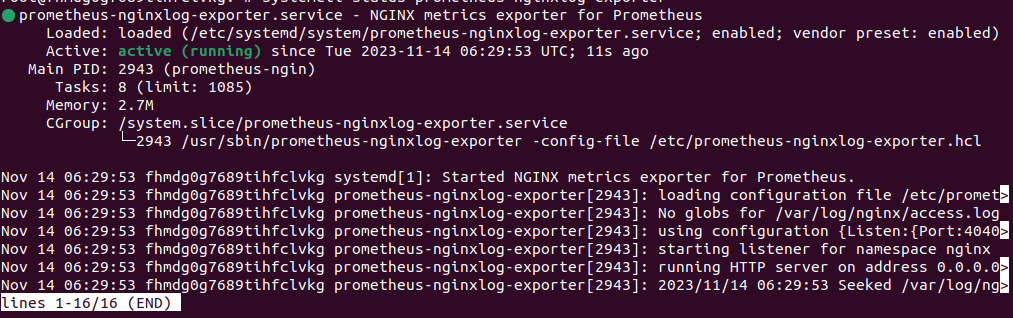 prometheus-nginxlog-exporter.service - NGINX metrics exporter for Prometheus
Loaded: loaded (/etc/systemd/system/prometheus-nginxlog-exporter.service; enabled; vendor preset: enabled)
Active: active (running) since Tue 2023-11-14 06:29:53 UTC; 11s ago
Main PID: 2943 (prometheus-ngin)
Tasks: 8 (limit: 1085)
Memory: 2.7M
CGroup: /system.slice/prometheus-nginxlog-exporter.service
└─2943 /usr/sbin/prometheus-nginxlog-exporter -config-file /etc/prometheus-nginxlog-exporter.hcl
Nov 14 06:29:53 fhmdg0g7689tihfclvkg systemd[1]: Started NGINX metrics exporter for Prometheus.
Nov 14 06:29:53 fhmdg0g7689tihfclvkg prometheus-nginxlog-exporter[2943]: loading configuration file /etc/promet>
Nov 14 06:29:53 fhmdg0g7689tihfclvkg prometheus-nginxlog-exporter[2943]: No globs for /var/log/nginx/access.log
Nov 14 06:29:53 fhmdg0g7689tihfclvkg prometheus-nginxlog-exporter[2943]: using configuration {Listen:{Port:4040>
Nov 14 06:29:53 fhmdg0g7689tihfclvkg prometheus-nginxlog-exporter[2943]: starting listener for namespace nginx
Nov 14 06:29:53 fhmdg0g7689tihfclvkg prometheus-nginxlog-exporter[2943]: running HTTP server on address 0.0.0.0>
Nov 14 06:29:53 fhmdg0g7689tihfclvkg prometheus-nginxlog-exporter[2943]: 2023/11/14 06:29:53 Seeked /var/log/ng>
lines 1-16/16 (END)